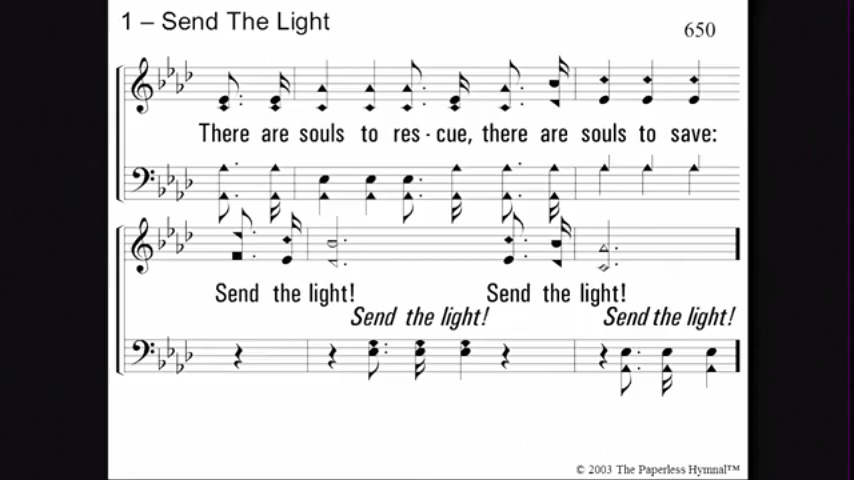 1 – Send The Light
650
There are souls to res - cue, there are souls to save:
Send the light! Send the light!
Send the light! Send the light!
© 2003 The Paperless Hymnal™